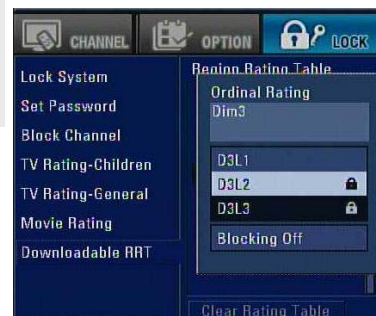 CHANNEL
OPTION
LOCK
Lock System
Set Password
Block Channel
TV Rating-Children
TV Rating-General
Movie Rating
Downloadable RRT
Region Rating Table
Ordinal Rating
Dim3
D3L1
D3L2
D3L3
Blocking Off
Clear Rating Table